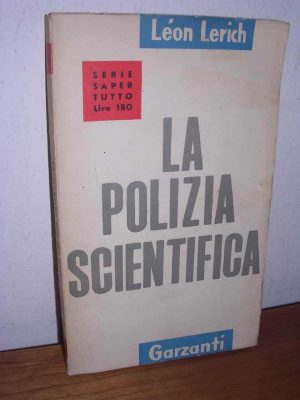 Léon Lerich
SERIE
SAPER
TUTTO
Lire 180
LA
POLIZIA
SCIENTIFICA
Garzanti